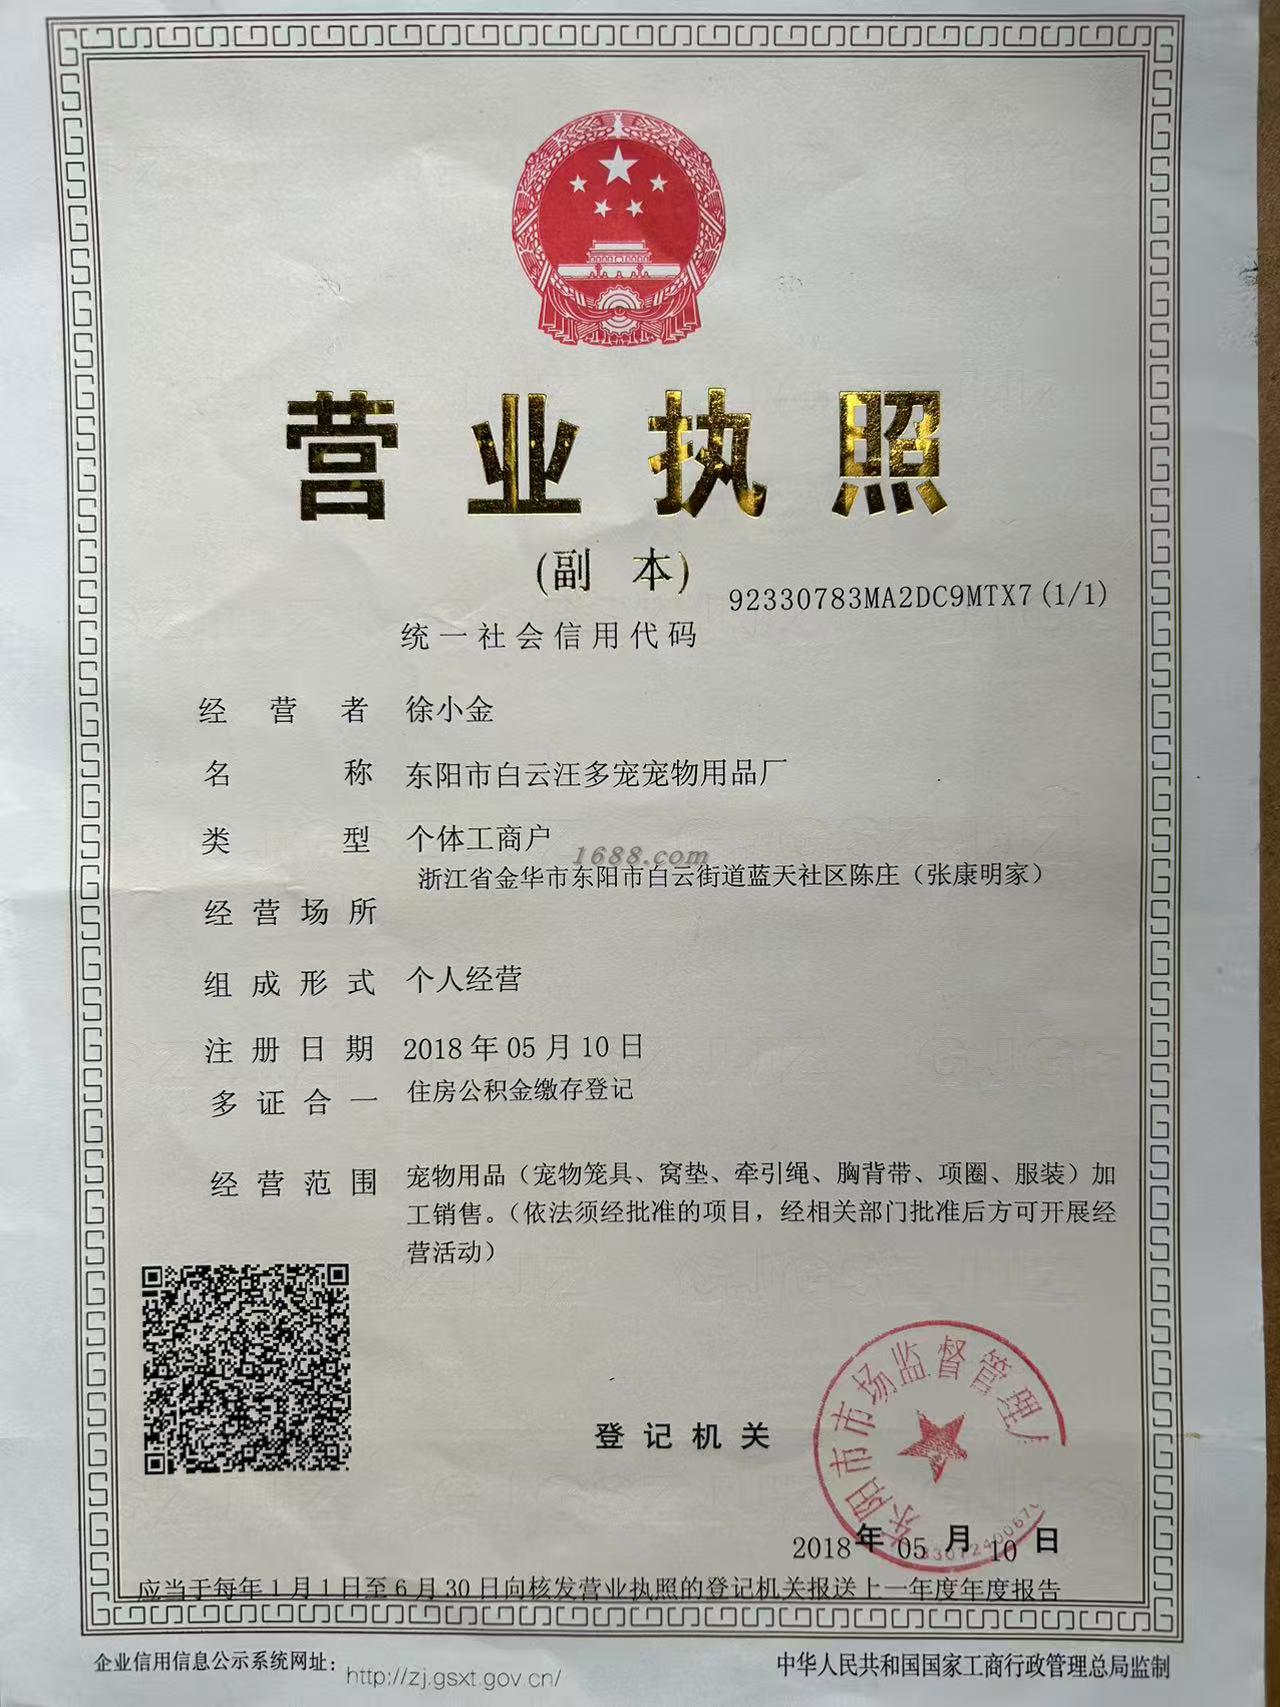 营业执照
(副 本)
92330783MA2DC9MTX7(1/1)
统一社会信用代码
经营者 徐小金
名称 东阳市白云汪多宠宠物用品厂
类型 个体工商户
1688.com
浙江省金华市东阳市白云街道蓝天社区陈庄（张康明家）
经营场所
组成形式 个人经营
注册日期 2018年05月10日
多证合一 住房公积金缴存登记
经营范围 宠物用品（宠物笼具、窝垫、牵引绳、胸背带、项圈、服装）加
工销售。（依法须经批准的项目，经相关部门批准后方可开展经
营活动）
登记机关
东阳市市场监督管理
2018年05月10日
应当于每年1月1日至6月30日向核发营业执照的登记机关报送上一年度年度报告
企业信用信息公示系统网址：http://zj.gsxt.gov.cn/
中华人民共和国国家工商行政管理总局监制